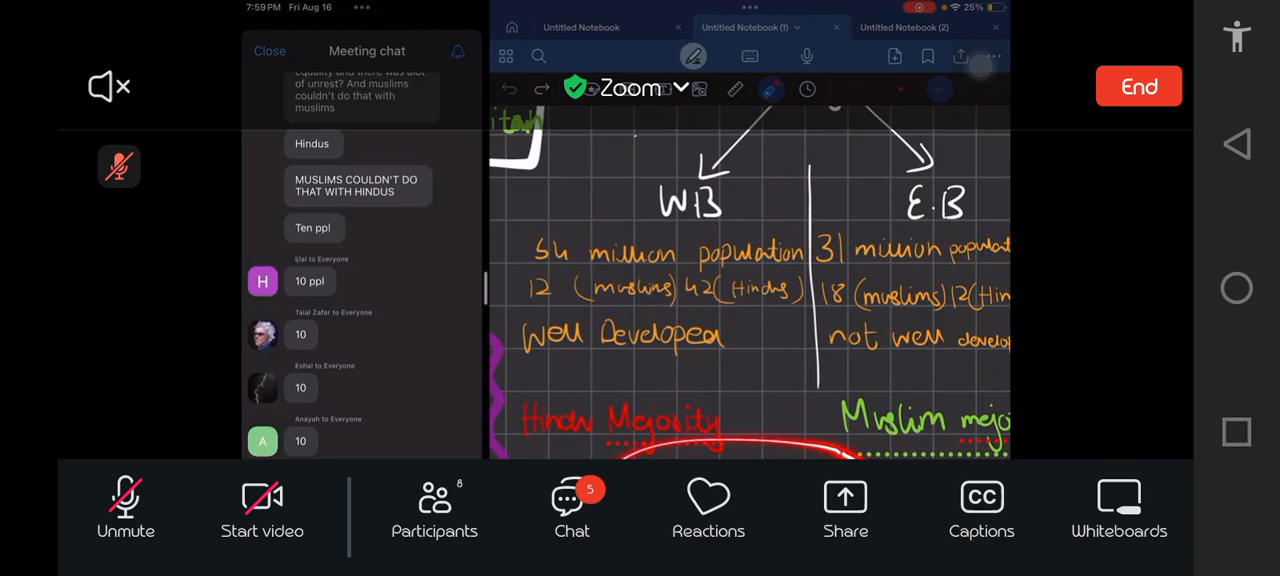 7:59 PM Fri Aug 16
25%
Close
Meeting chat
equality and there was alot
of unrest? And muslims
couldn't do that with
muslims
Hindus
MUSLIMS COULDN'T DO
THAT WITH HINDUS
Ten ppl
Ijlal to Everyone
H
10 ppl
Talal Zafar to Everyone
10
Eshal to Everyone
10
Anayah to Everyone
A
10
Untitled Notebook
Untitled Notebook (1)
Untitled Notebook (2)
Zoom
End
itan
W.B
E.B
54 million population
31 million populat
12 (muslims) 42 (Hindus)
18 (muslims) 12 (Hin
Well Developed
not well develo
Hindu Majority
Muslim majo
Unmute
Start video
8
Participants
5
Chat
Reactions
Share
CC
Captions
Whiteboards